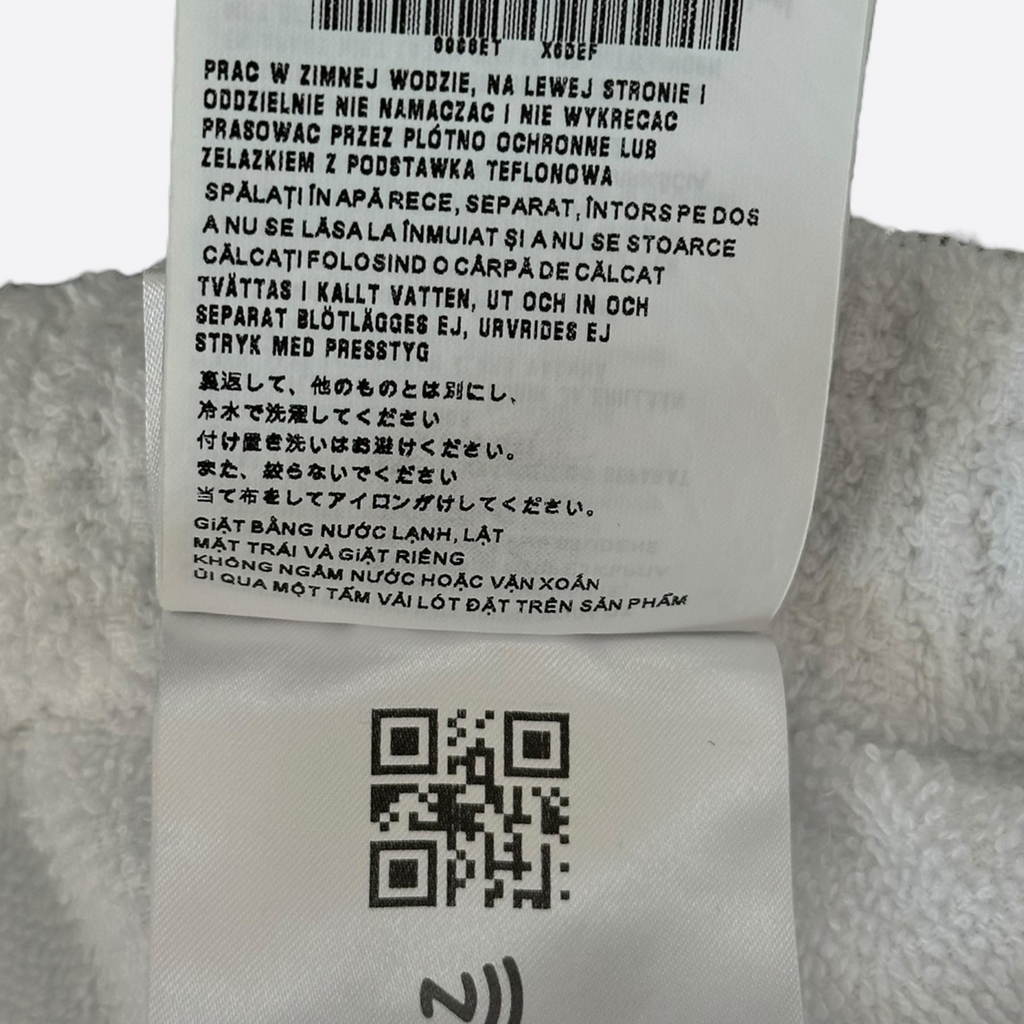 X6DEF
PRAC W ZIMNEJ WODZIE, NA LEWEJ STRONIE I
ODDZIELNIE NIE NAMACZAC I NIE WYKRECAC
PRASOWAC PRZEZ PLÓTNO OCHRONNE LUB
ZELAZKIEM Z PODSTAWKA TEFLONOWA
SPĂLAȚI ÎN APĂ RECE, SEPARAT, ÎNTORS PE DOS
A NU SE LĂSA LA ÎNMUIAT ȘI A NU SE STOARCE
CĂLCAȚI FOLOSIND O CÂRPĂ DE CĂLCAT
TVÄTTAS I KALLT VATTEN, UT OCH IN OCH
SEPARAT BLÖTLÄGGES EJ, URVRIDES EJ
STRYK MED PRESSTYG
裏返して、他のものとは別にし、
冷水で洗濯してください
付け置き洗いはお避けください。
また、絞らないでください
当て布をしてアイロンがけしてください。
GIẶT BẰNG NƯỚC LẠNH, LẬT
MẶT TRÁI VÀ GIẶT RIÊNG
KHÔNG NGÂM NƯỚC HOẶC VẶN XOẮN
ỦI QUA MỘT TẤM VẢI LÓT ĐẶT TRÊN SẢN PHẨM